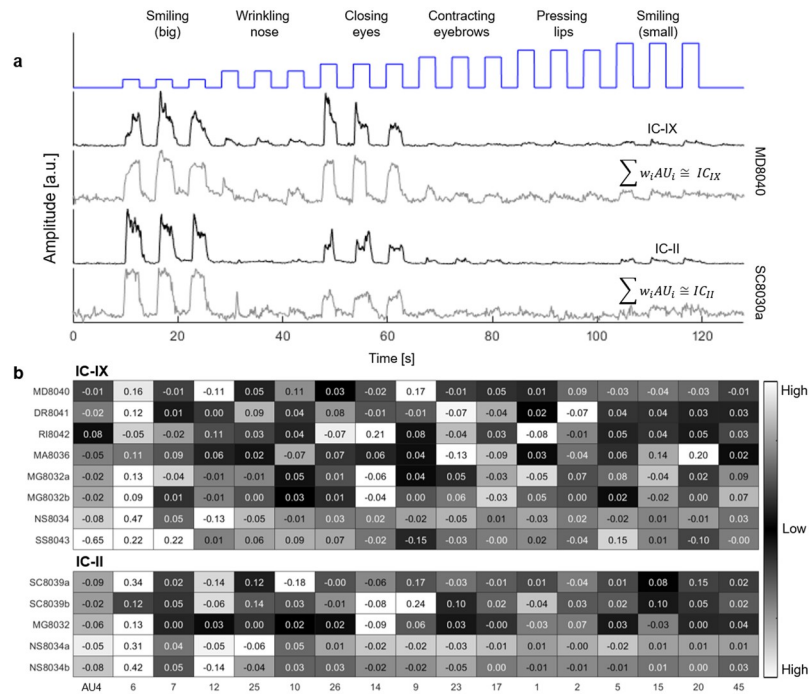 Smiling (big) Wrinkling nose Closing eyes Contracting eyebrows Pressing lips Smiling (small)
a
IC-IX
∑ wᵢAUᵢ ≅ IC_IX
MD8040
IC-II
∑ wᵢAUᵢ ≅ IC_II
SC8030a
Amplitude [a.u.]
0 20 40 60 80 100 120
Time [s]
b
IC-IX
MD8040 -0.01 0.16 -0.01 -0.11 0.05 0.11 0.03 -0.02 0.17 -0.01 0.05 0.01 0.09 -0.03 -0.04 -0.03 -0.01
DR8041 -0.02 0.12 0.01 0.00 0.09 0.04 0.08 -0.01 -0.01 -0.07 -0.04 0.02 -0.07 0.04 0.04 0.03 0.03
RI8042 0.08 -0.05 -0.02 0.11 0.03 0.04 -0.07 0.21 0.08 -0.04 0.03 -0.08 -0.01 0.05 0.04 0.05 0.03
MA8036 -0.05 0.11 0.09 0.06 0.02 -0.07 0.07 0.06 0.04 -0.13 -0.09 0.03 -0.04 0.06 0.14 0.20 0.02
MG8032a -0.02 0.13 -0.04 -0.01 -0.01 0.05 0.01 -0.06 0.04 0.05 -0.03 -0.05 0.07 0.08 -0.04 0.02 0.09
MG8032b -0.02 0.09 0.01 -0.01 0.00 0.03 0.01 -0.04 0.00 0.06 -0.03 0.05 0.00 0.02 -0.02 0.00 0.07
NS8034 -0.08 0.47 0.05 -0.13 -0.05 -0.01 0.03 0.02 -0.02 -0.05 0.01 -0.03 0.02 -0.02 0.01 -0.01 0.03
SS8043 -0.65 0.22 0.22 0.01 0.06 0.09 0.07 -0.02 -0.15 -0.03 -0.00 0.02 -0.04 0.15 0.01 -0.10 -0.00
IC-II
SC8039a -0.09 0.34 0.02 -0.14 0.12 -0.18 -0.00 -0.06 0.17 -0.03 -0.01 0.01 -0.04 0.01 0.08 0.15 0.02
SC8039b -0.02 0.12 0.05 -0.06 0.14 0.03 -0.01 -0.08 0.24 0.10 0.02 -0.04 0.03 0.02 0.10 0.05 0.02
MG8032 -0.06 0.13 0.00 0.03 0.00 0.02 0.02 -0.09 0.06 0.03 -0.00 -0.03 0.07 0.03 -0.03 0.00 0.04
NS8034a -0.05 0.31 0.04 -0.05 -0.06 0.05 0.01 0.02 -0.02 -0.04 -0.02 -0.02 0.02 -0.02 0.01 -0.01 0.02
NS8034b -0.08 0.42 0.05 -0.14 -0.04 0.03 0.03 0.01 -0.02 -0.05 0.00 -0.03 0.02 -0.01 0.00 -0.01 0.03
AU4 6 7 12 25 10 26 14 9 23 17 1 2 5 15 20 45
High
Low
High